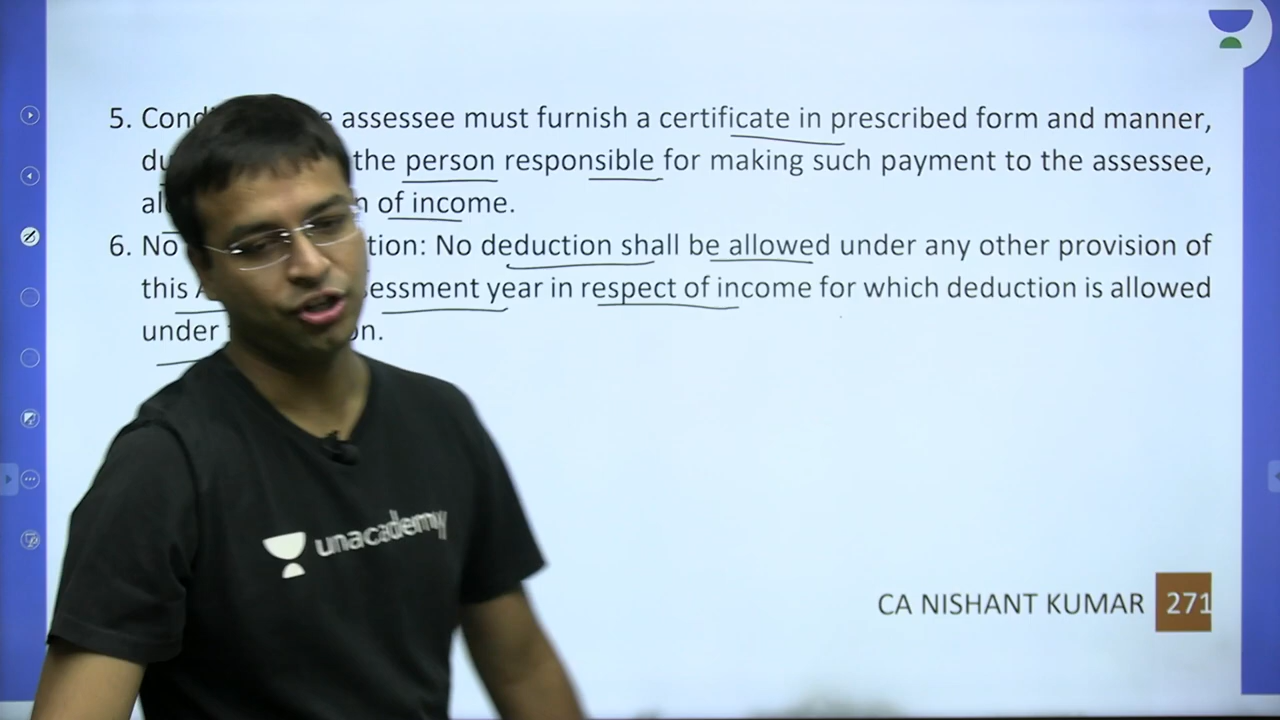 5. Cond e assessee must furnish a certificate in prescribed form and manner,
du the person responsible for making such payment to the assessee,
al n of income.
6. No tion: No deduction shall be allowed under any other provision of
this A essment year in respect of income for which deduction is allowed
under on.
unacademy
CA NISHANT KUMAR 271